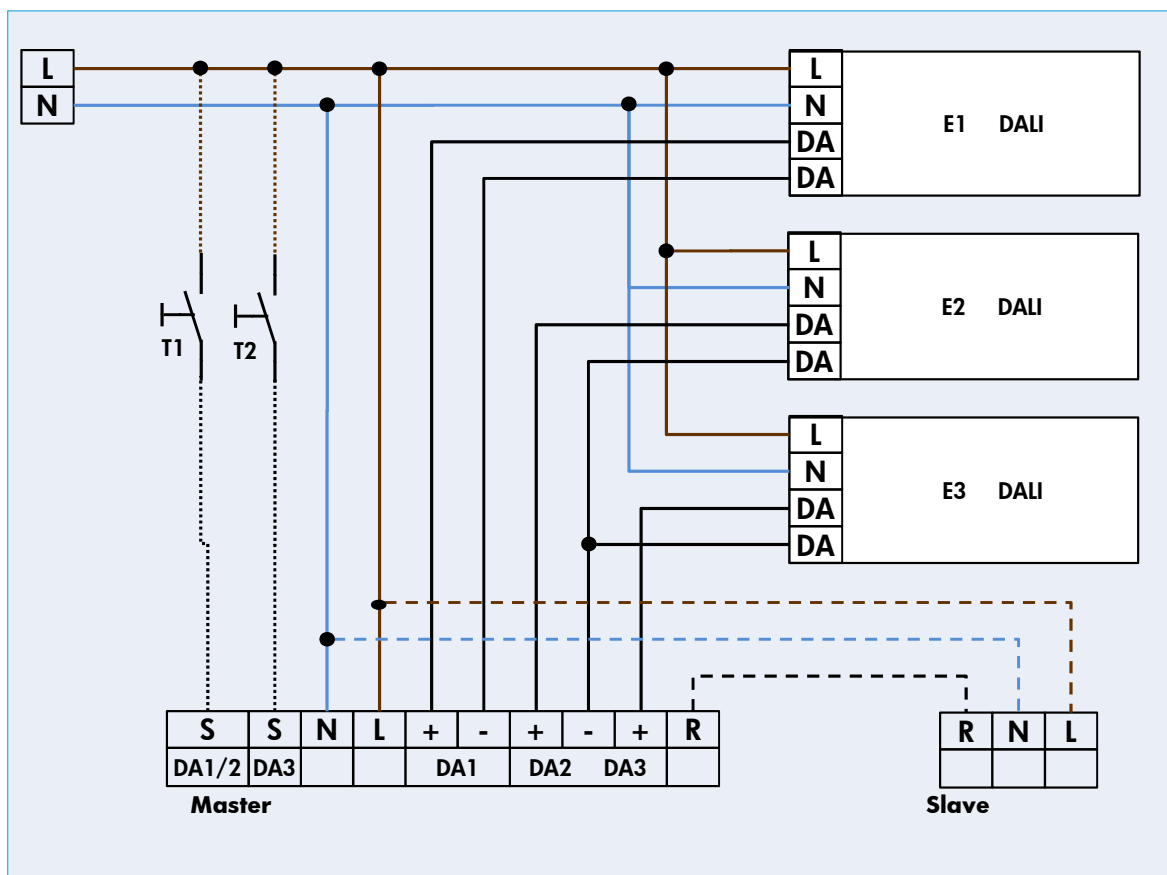 L
N
L
N
DA
DA
E1 DALI
L
N
DA
DA
E2 DALI
T1
T2
L
N
DA
DA
E3 DALI
S S N L + - + - + R
DA1/2 DA3 DA1 DA2 DA3
Master
R N L
Slave